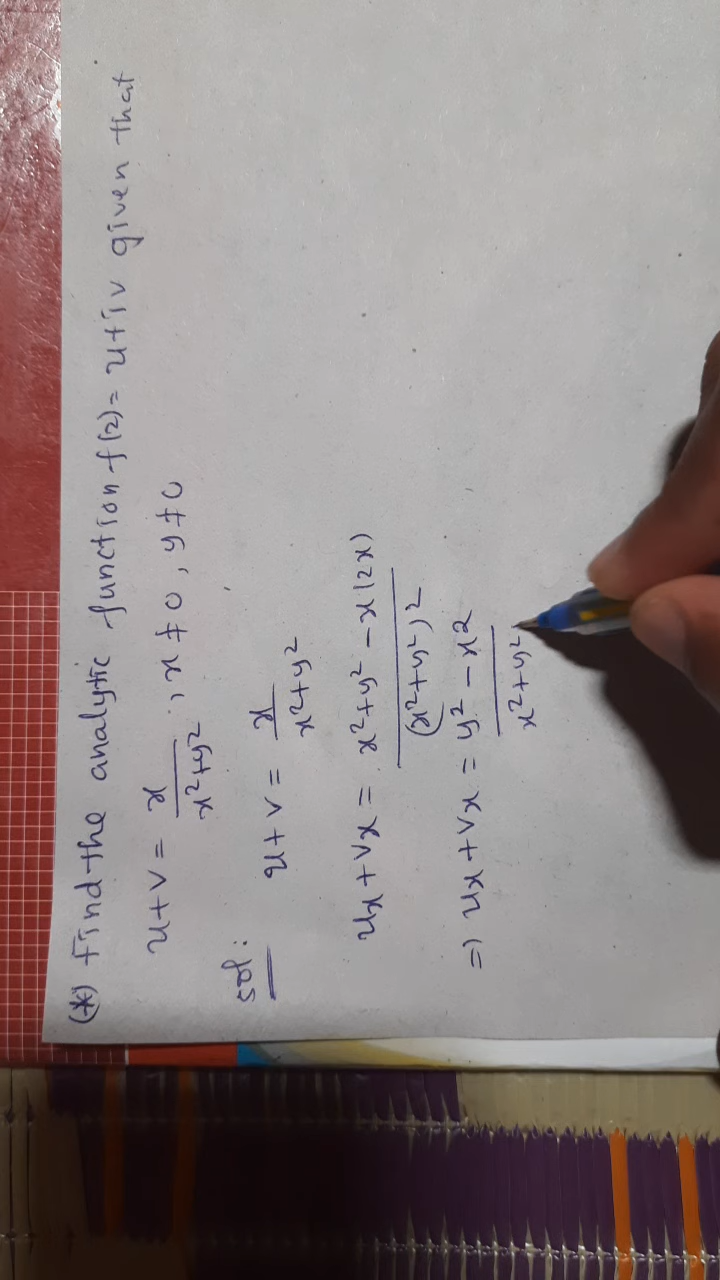 (*) Find the analytic function f(z) = u+iv given that
u+v = x/(x²+y²), x≠0, y≠0
Sol:
u+v = x/(x²+y²)
ux+vx = (x²+y²-x(2x))/(x²+y²)²
=) ux+vx = (y²-x2)/(x²+y²